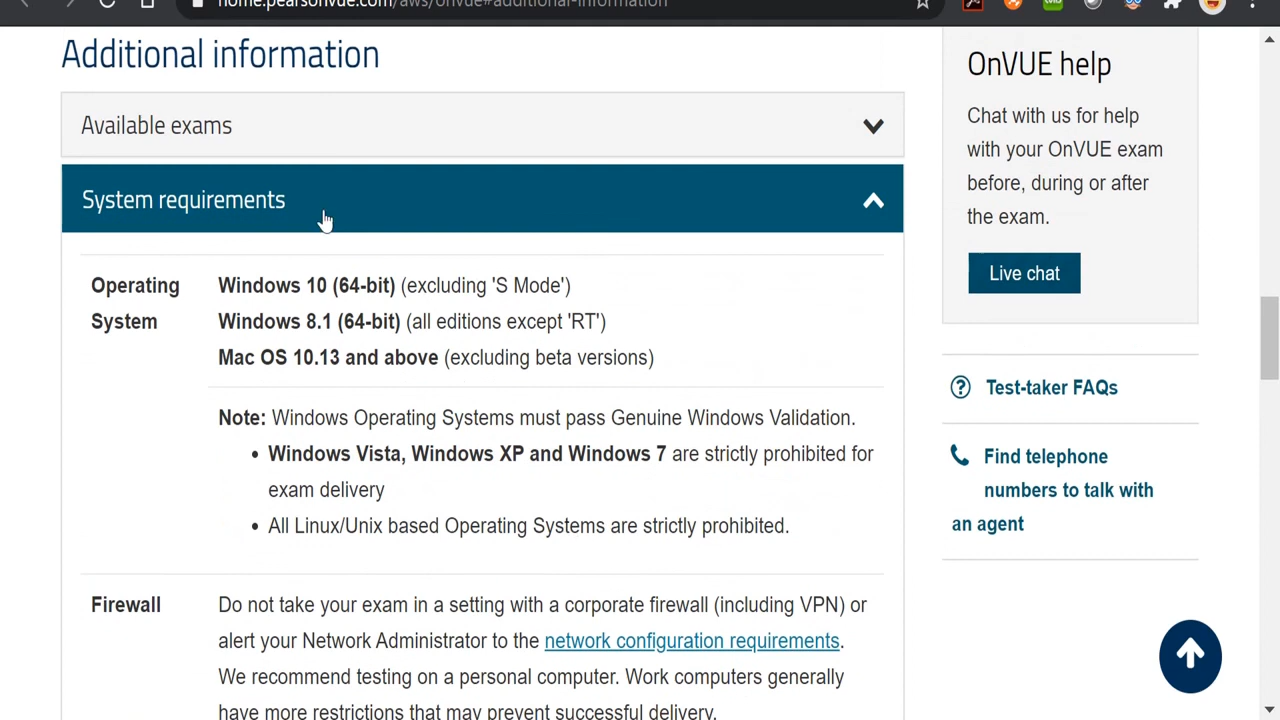 home.pearsonvue.com/aws/onvue#additional-information
Additional information
Available exams
System requirements
Operating System
Windows 10 (64-bit) (excluding 'S Mode')
Windows 8.1 (64-bit) (all editions except 'RT')
Mac OS 10.13 and above (excluding beta versions)
Note: Windows Operating Systems must pass Genuine Windows Validation.
• Windows Vista, Windows XP and Windows 7 are strictly prohibited for
exam delivery
• All Linux/Unix based Operating Systems are strictly prohibited.
Firewall
Do not take your exam in a setting with a corporate firewall (including VPN) or
alert your Network Administrator to the network configuration requirements.
We recommend testing on a personal computer. Work computers generally
have more restrictions that may prevent successful delivery.
OnVUE help
Chat with us for help
with your OnVUE exam
before, during or after
the exam.
Live chat
Test-taker FAQs
Find telephone
numbers to talk with
an agent